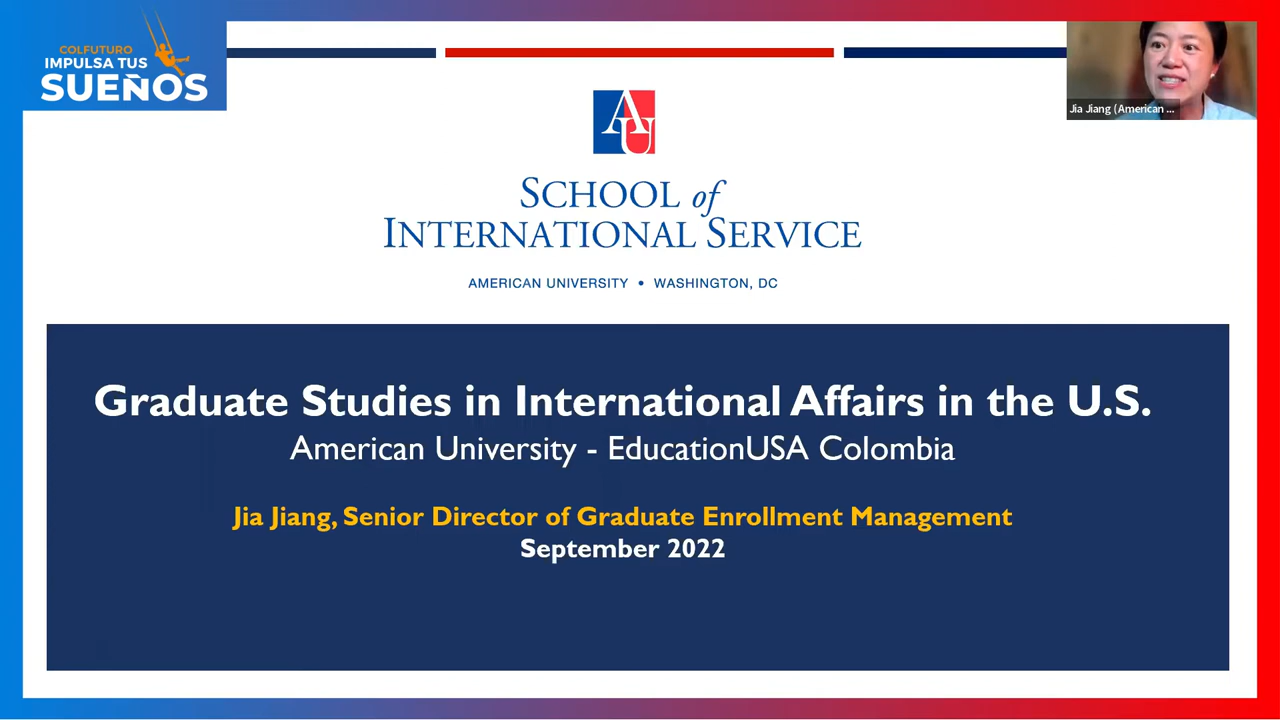 COLFUTURO
IMPULSA TUS
SUEÑOS
Jia Jiang (American ...
AU
SCHOOL of
INTERNATIONAL SERVICE
AMERICAN UNIVERSITY • WASHINGTON, DC
Graduate Studies in International Affairs in the U.S.
American University - EducationUSA Colombia
Jia Jiang, Senior Director of Graduate Enrollment Management
September 2022